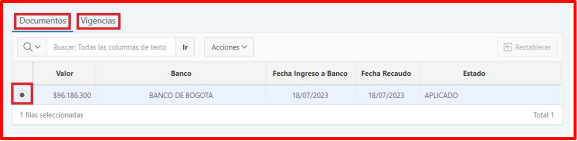 Documentos Vigencias
Buscar: Todas las columnas de texto Ir Acciones Restablecer
Valor Banco Fecha Ingreso a Banco Fecha Recaudo Estado
$96.186.300 BANCO DE BOGOTA 18/07/2023 18/07/2023 APLICADO
1 filas seleccionadas Total 1